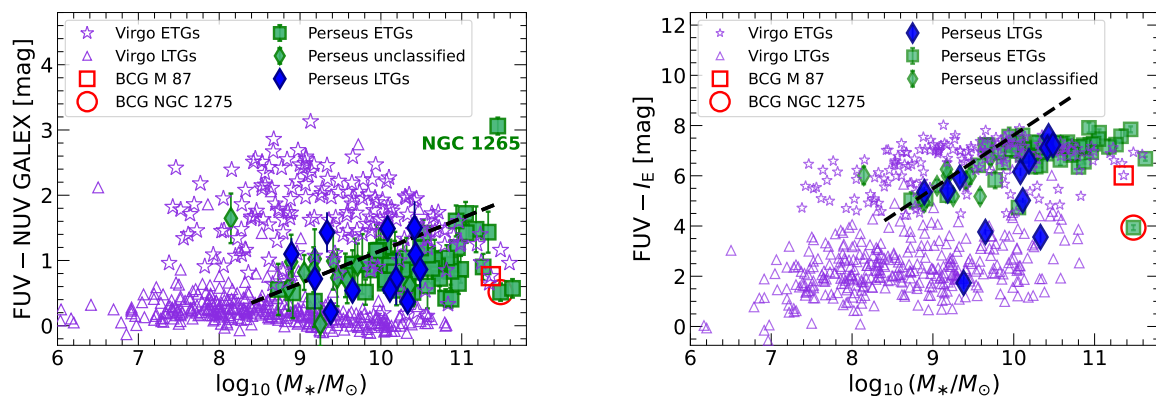 FUV − NUV GALEX [mag]
4
3
2
1
0
6
7
8
9
10
11
log₁₀ (M∗/M⊙)
Virgo ETGs
Virgo LTGs
BCG M 87
BCG NGC 1275
Perseus ETGs
Perseus unclassified
Perseus LTGs
NGC 1265
FUV − I_E [mag]
12
10
8
6
4
2
0
6
7
8
9
10
11
log₁₀ (M∗/M⊙)
Virgo ETGs
Virgo LTGs
BCG M 87
BCG NGC 1275
Perseus LTGs
Perseus ETGs
Perseus unclassified